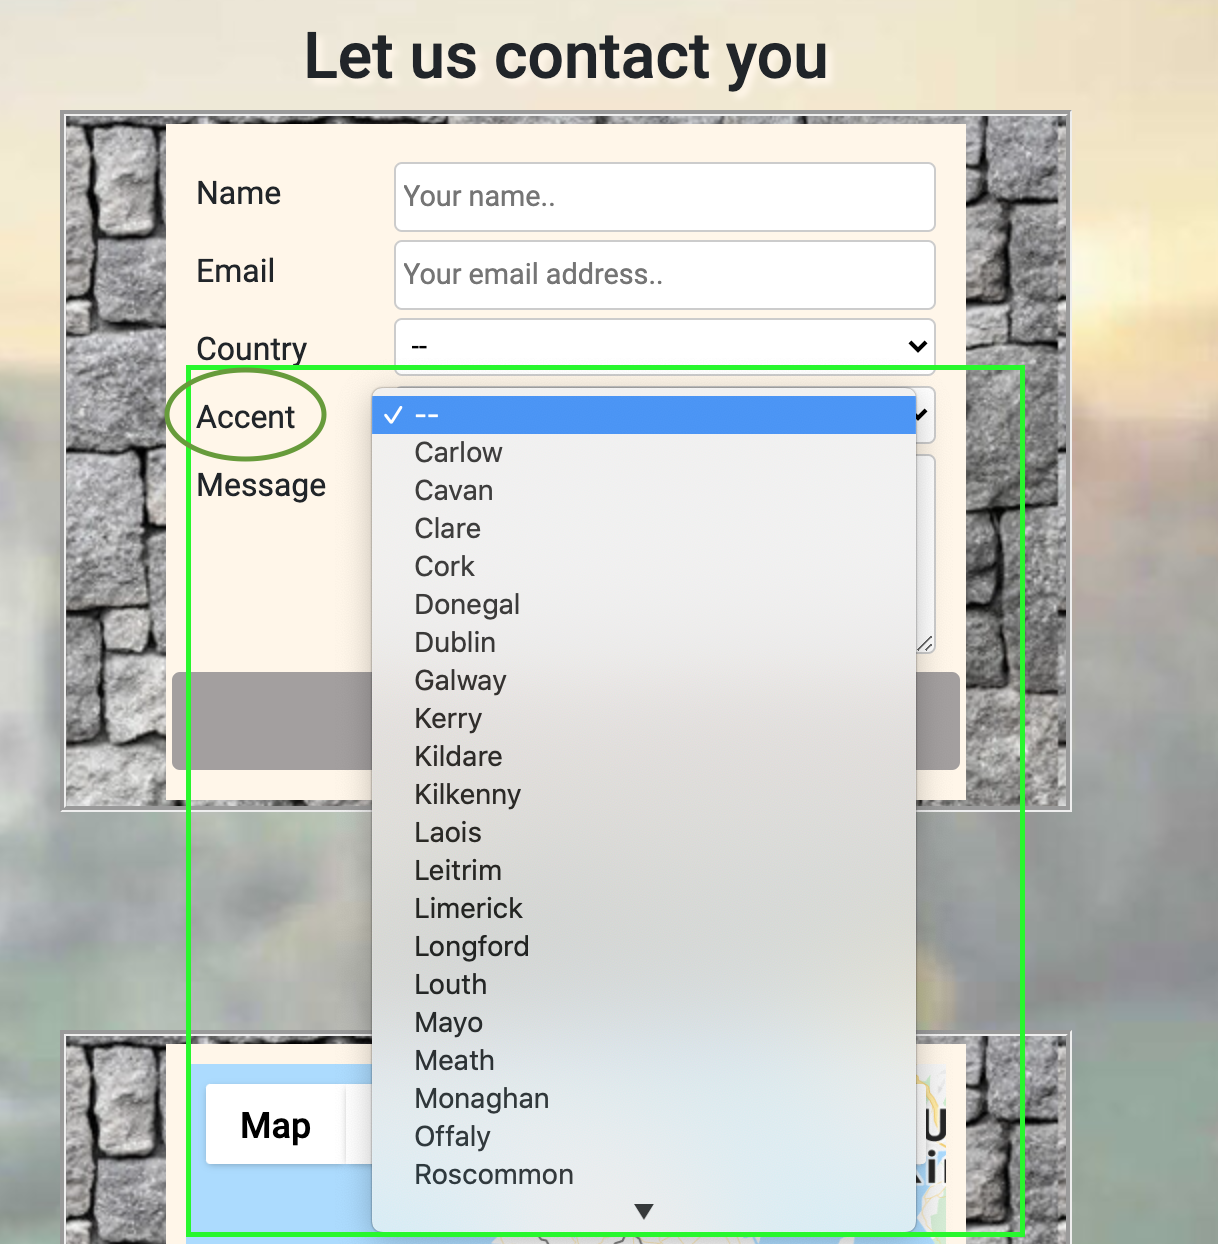 Let us contact you
Name Your name..
Email Your email address..
Country --
Accent --
Message
Carlow
Cavan
Clare
Cork
Donegal
Dublin
Galway
Kerry
Kildare
Kilkenny
Laois
Leitrim
Limerick
Longford
Louth
Mayo
Meath
Monaghan
Map
Offaly
Roscommon